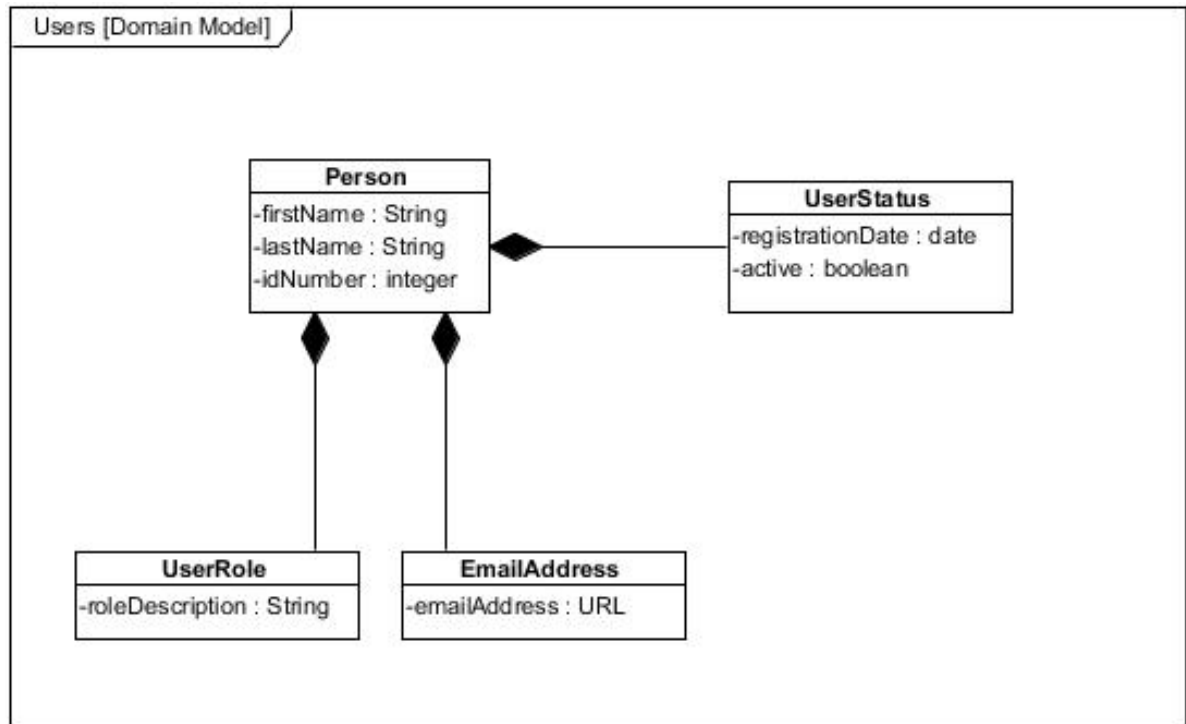 Users [Domain Model]
Person
-firstName : String
-lastName : String
-idNumber : integer
UserStatus
-registrationDate : date
-active : boolean
UserRole
-roleDescription : String
EmailAddress
-emailAddress : URL